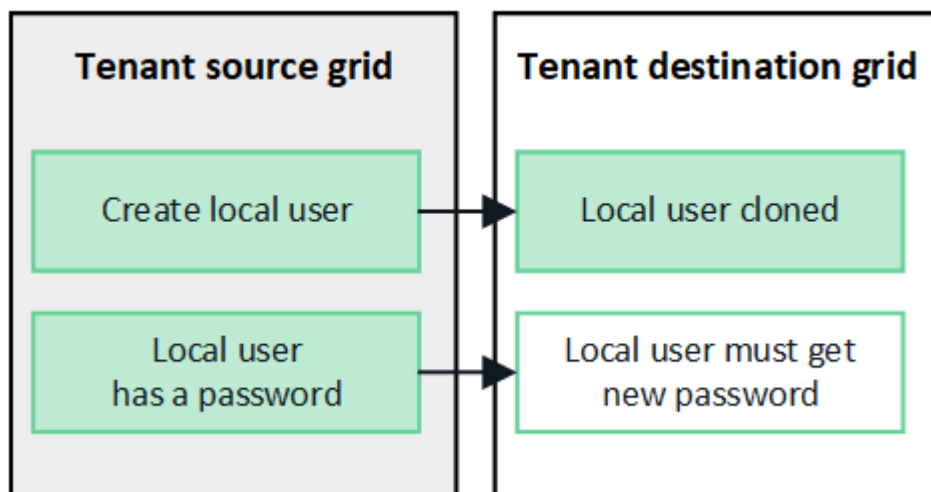 Tenant source grid
Create local user
Local user
has a password
Tenant destination grid
Local user cloned
Local user must get
new password